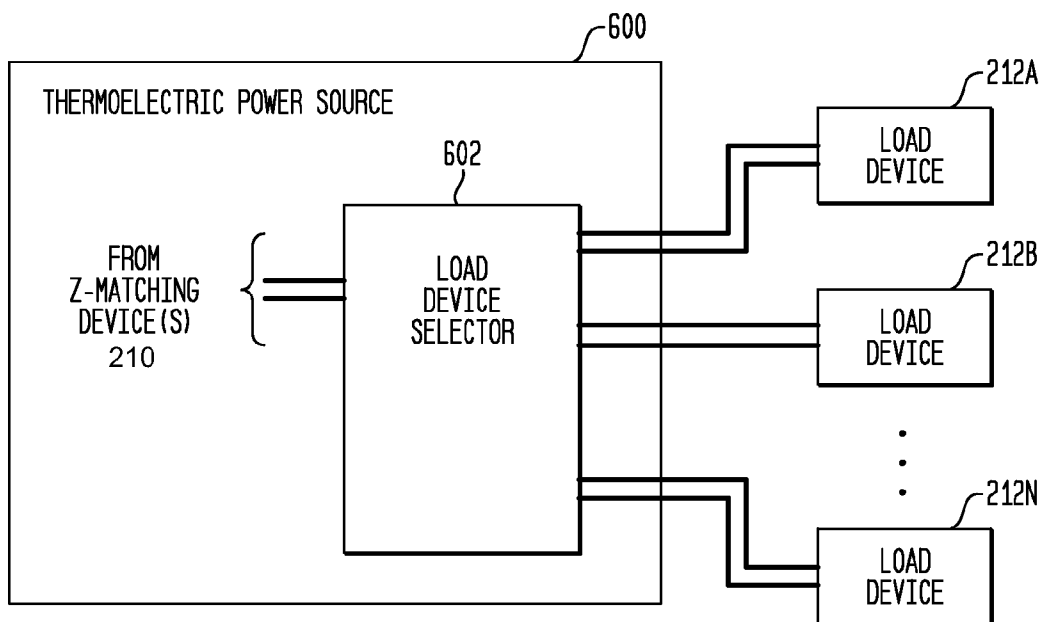 600
THERMOELECTRIC POWER SOURCE
602
FROM
Z-MATCHING
DEVICE(S)
210
LOAD
DEVICE
SELECTOR
212A
LOAD
DEVICE
212B
LOAD
DEVICE
212N
LOAD
DEVICE